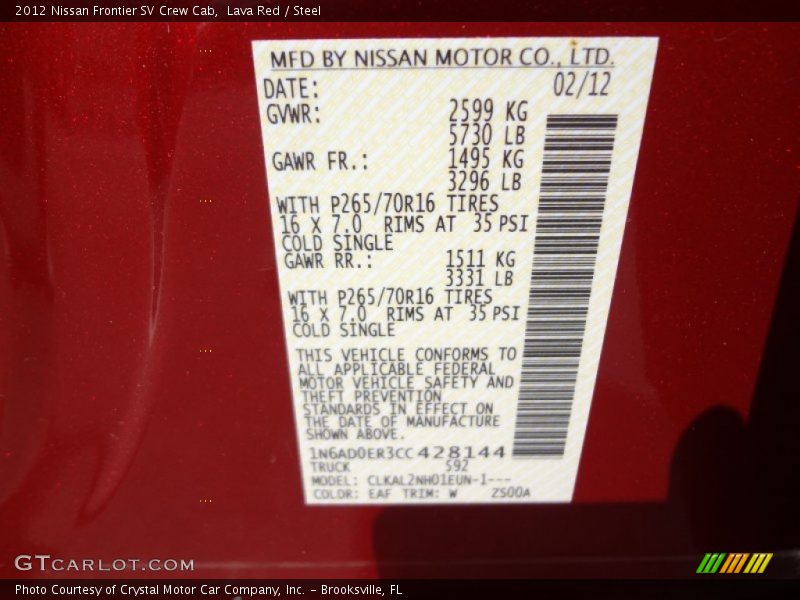 2012 Nissan Frontier SV Crew Cab,  Lava Red / Steel
MFD BY NISSAN MOTOR CO., LTD.
DATE: 02/12
GVWR: 2599 KG
5730 LB
GAWR FR.: 1495 KG
3296 LB
WITH P265/70R16 TIRES
16 X 7.0 RIMS AT 35 PSI
COLD SINGLE
GAWR RR.: 1511 KG
3331 LB
WITH P265/70R16 TIRES
16 X 7.0 RIMS AT 35 PSI
COLD SINGLE
THIS VEHICLE CONFORMS TO
ALL APPLICABLE FEDERAL
MOTOR VEHICLE SAFETY AND
THEFT PREVENTION
STANDARDS IN EFFECT ON
THE DATE OF MANUFACTURE
SHOWN ABOVE.
1N6AD0ER3CC428144
TRUCK 592
MODEL: CLKAL2NH01EUN-1---
COLOR: EAF TRIM: W ZS00A
GTCARLOT.COM
Photo Courtesy of Crystal Motor Car Company, Inc. – Brooksville, FL